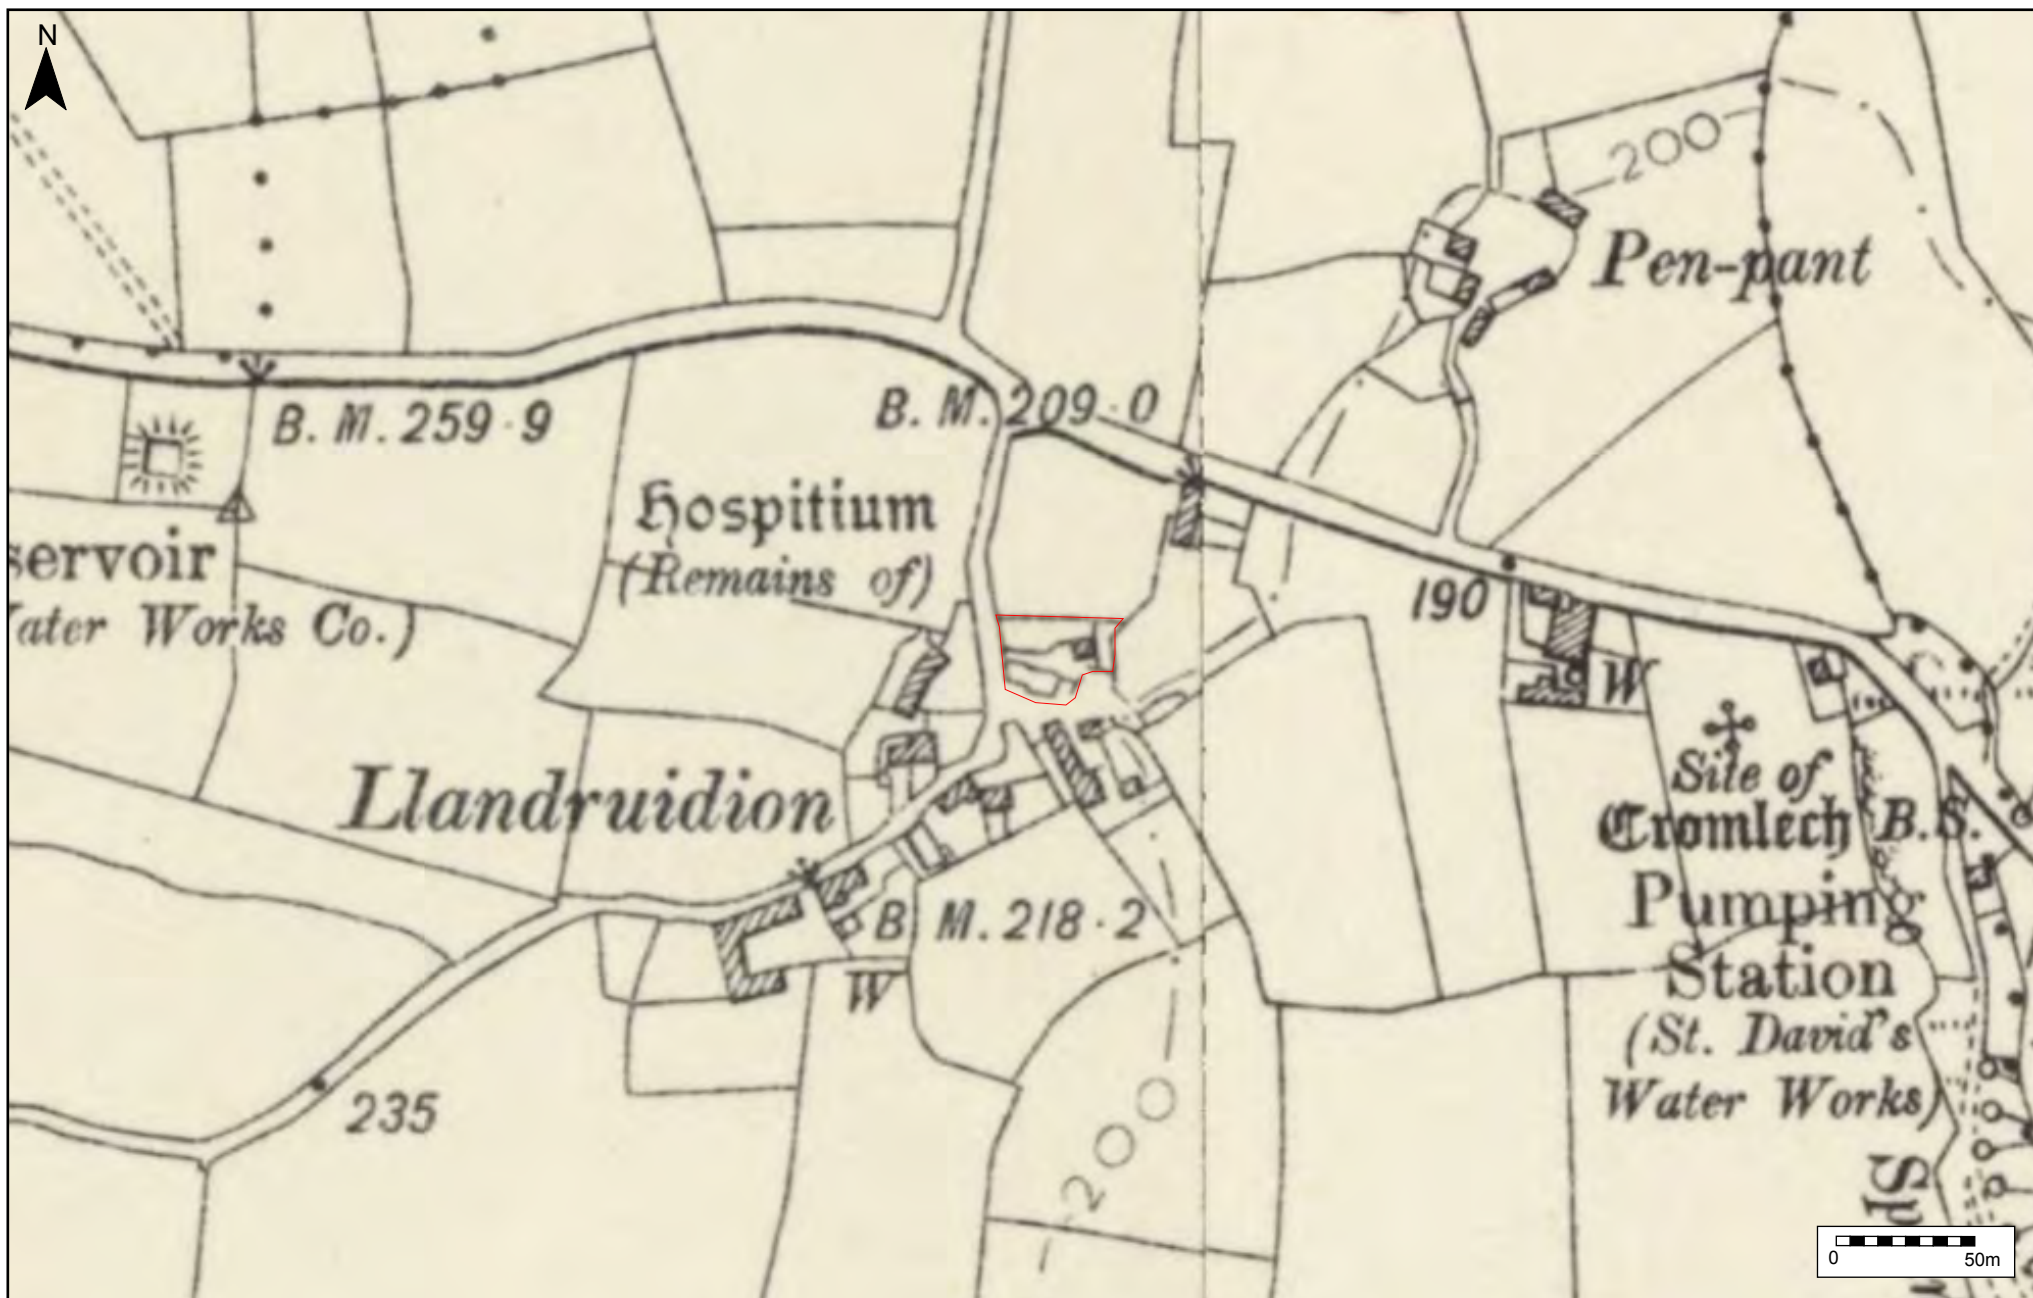 N
200
Pen-pant
B. M. 259·9
B. M. 209·0
Hospitium
(Remains of)
servoir
ater Works Co.)
190
W
Site of
Cromlech
B. S.
Llandruidion
Pumping
Station
(St. David's
Water Works)
B. M. 218·2
W
235
200
Sp
0 50m